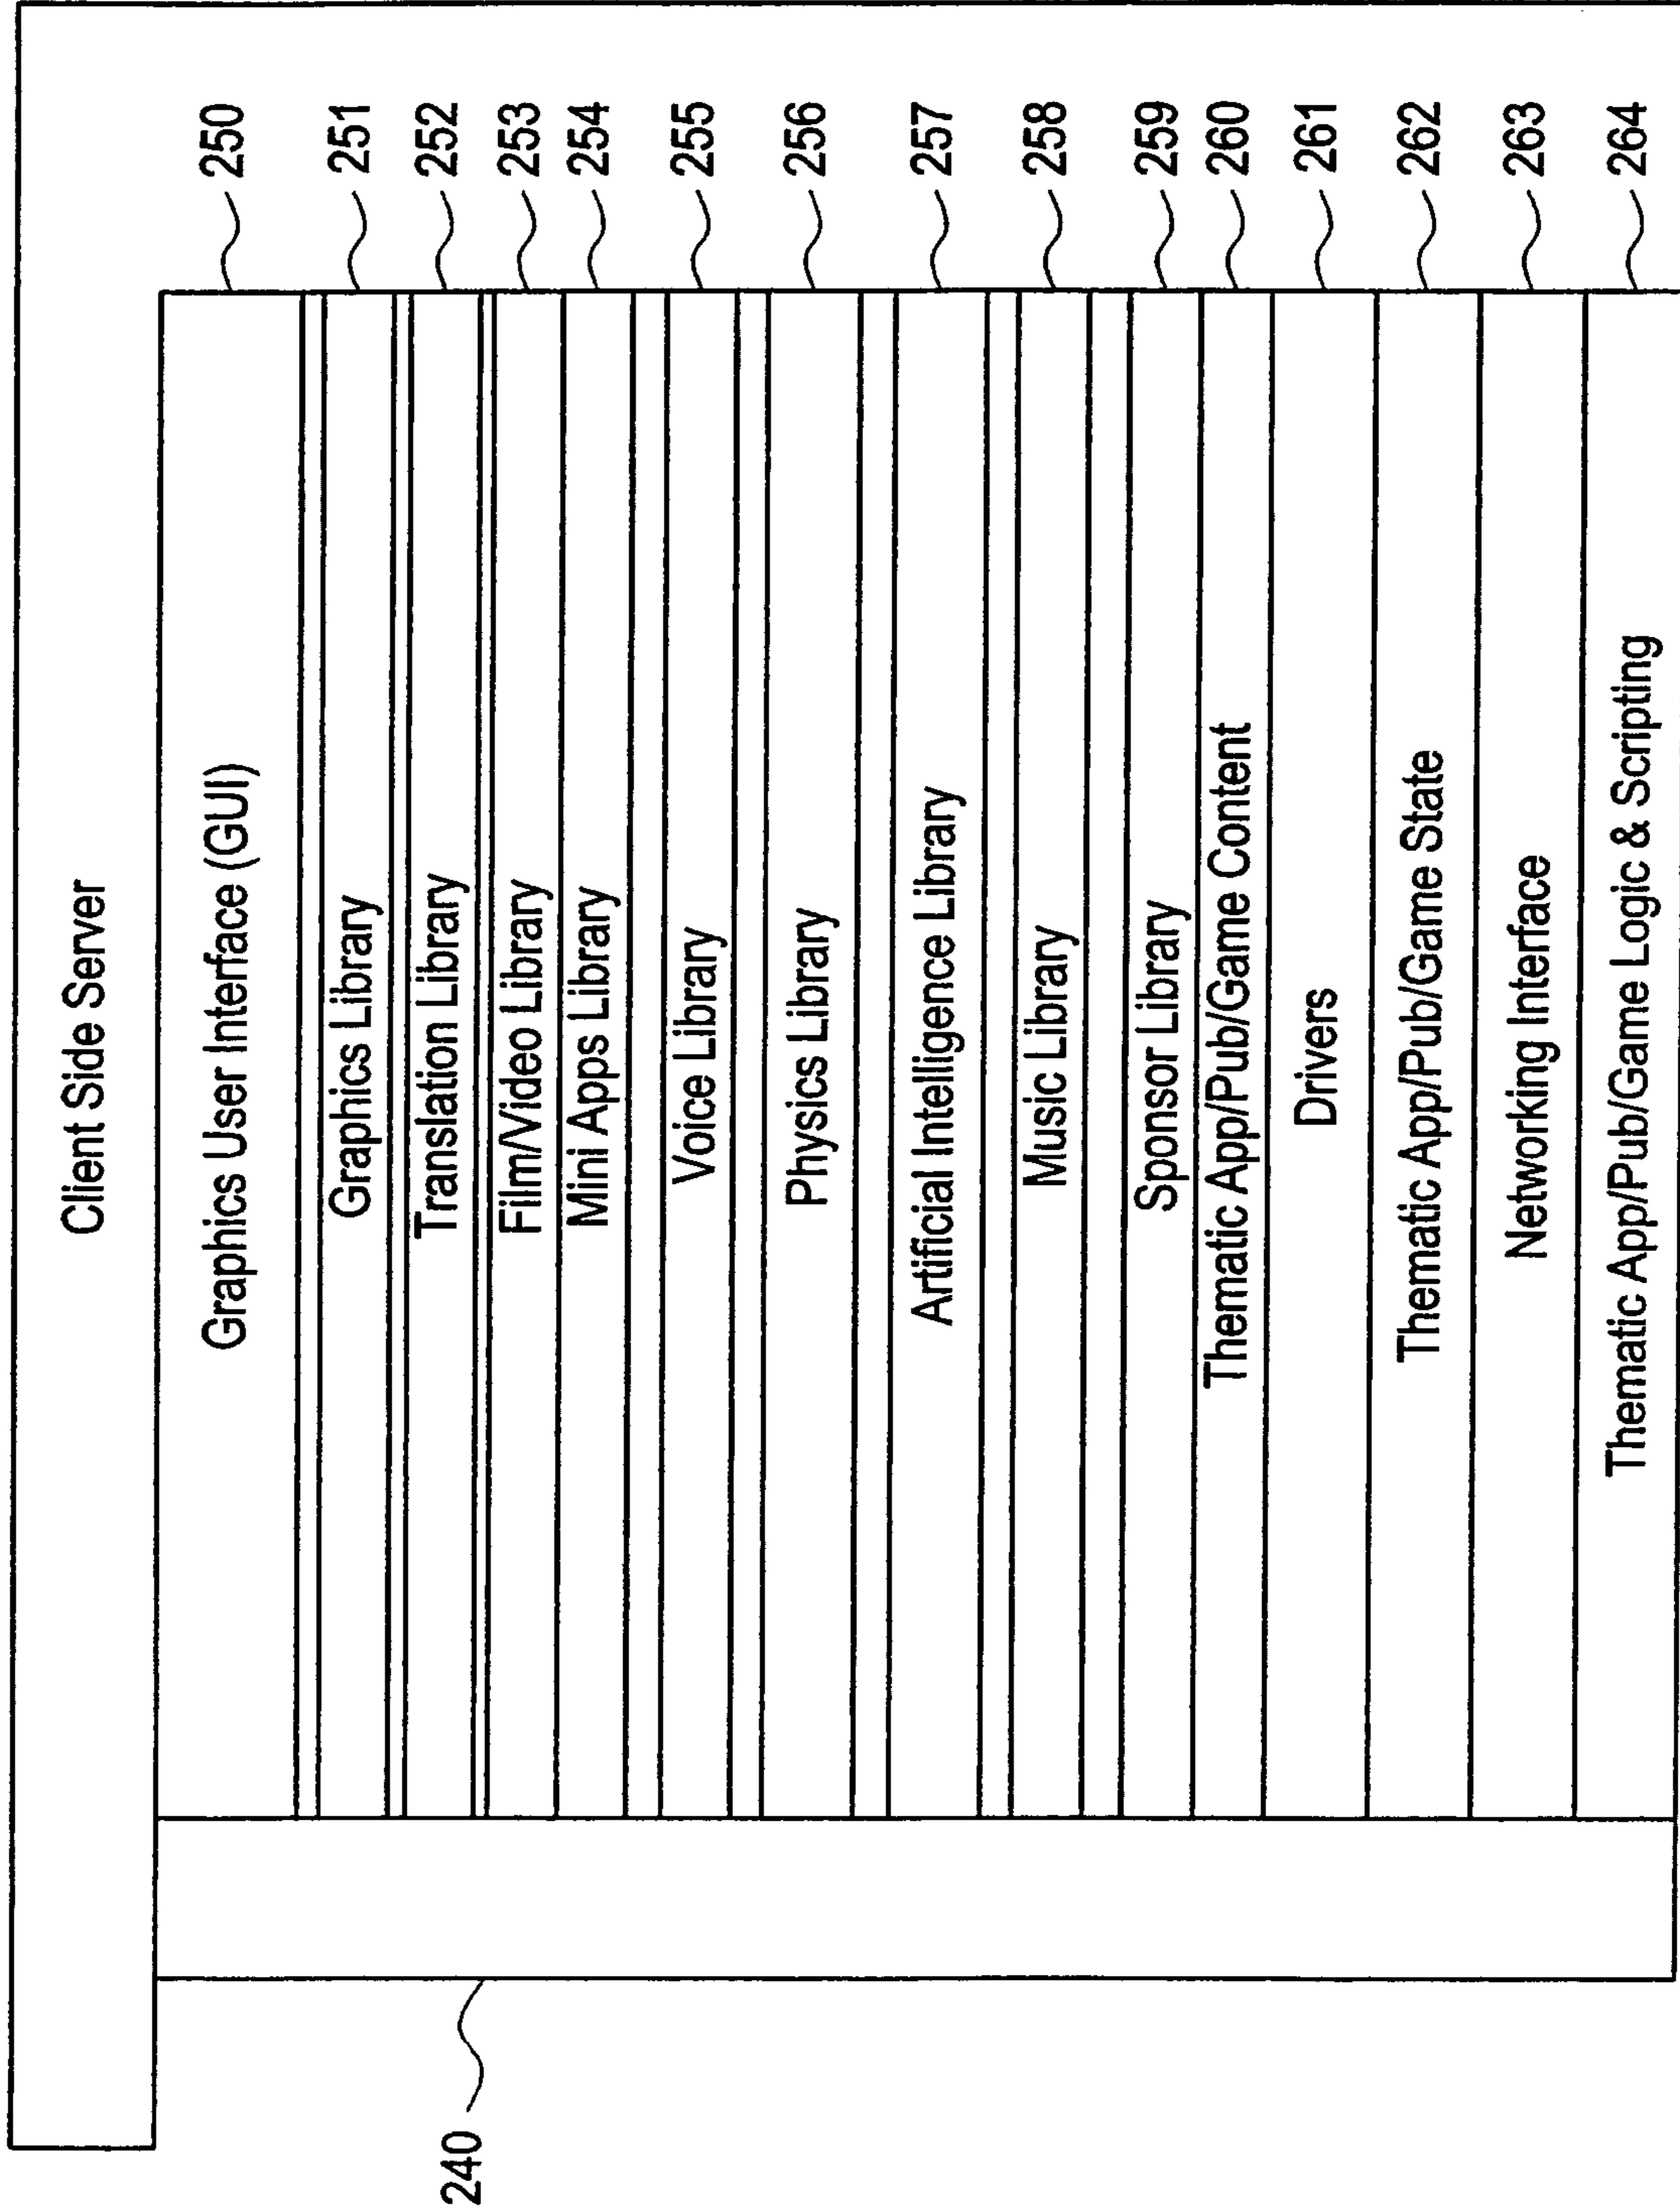 Client Side Server
240
Graphics User Interface (GUI) 250
Graphics Library 251
Translation Library 252
Film/Video Library 253
Mini Apps Library 254
Voice Library 255
Physics Library 256
Artificial Intelligence Library 257
Music Library 258
Sponsor Library 259
Thematic App/Pub/Game Content 260
Drivers 261
Thematic App/Pub/Game State 262
Networking Interface 263
Thematic App/Pub/Game Logic & Scripting 264